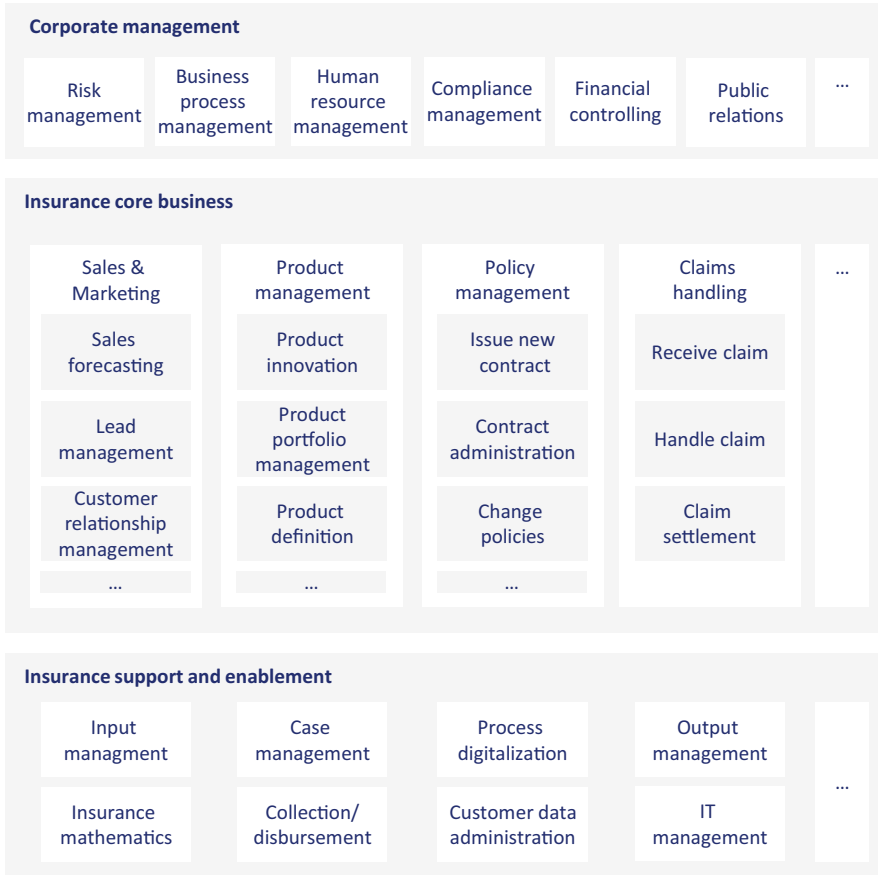 Corporate management
Risk
management
Business
process
management
Human
resource
management
Compliance
management
Financial
controlling
Public
relations
...
Insurance core business
Sales &
Marketing
Sales
forecasting
Lead
management
Customer
relationship
management
...
Product
management
Product
innovation
Product
portfolio
management
Product
definition
...
Policy
management
Issue new
contract
Contract
administration
Change
policies
...
Claims
handling
Receive claim
Handle claim
Claim
settlement
...
Insurance support and enablement
Input
managment
Case
management
Process
digitalization
Output
management
Insurance
mathematics
Collection/
disbursement
Customer data
administration
IT
management
...